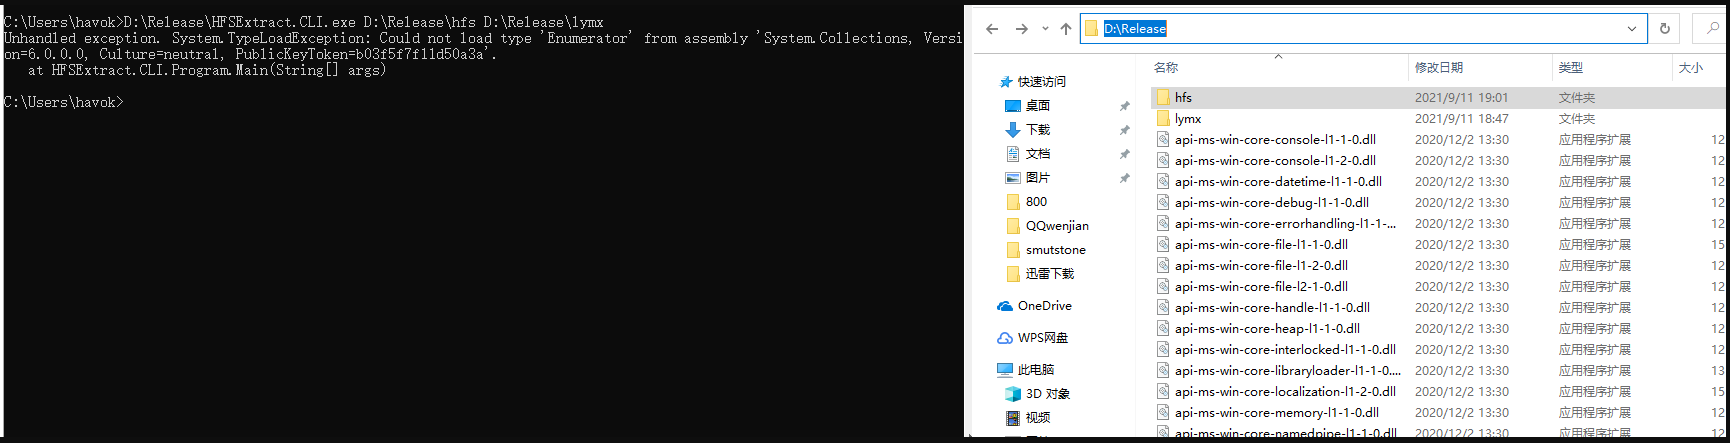 C:\Users\havok>D:\Release\HFSExtract.CLI.exe D:\Release\hfs D:\Release\lymx
Unhandled exception. System.TypeLoadException: Could not load type 'Enumerator' from assembly 'System.Collections, Versi
on=6.0.0.0, Culture=neutral, PublicKeyToken=b03f5f7f11d50a3a'.
at HFSExtract.CLI.Program.Main(String[] args)
C:\Users\havok>
D:\Release
快速访问
桌面
下载
文档
图片
800
QQwenjian
smutstone
迅雷下载
OneDrive
WPS网盘
此电脑
3D 对象
视频
名称 修改日期 类型 大小
hfs 2021/9/11 19:01 文件夹
lymx 2021/9/11 18:47 文件夹
api-ms-win-core-console-l1-1-0.dll 2020/12/2 13:30 应用程序扩展 12
api-ms-win-core-console-l1-2-0.dll 2020/12/2 13:30 应用程序扩展 12
api-ms-win-core-datetime-l1-1-0.dll 2020/12/2 13:30 应用程序扩展 12
api-ms-win-core-debug-l1-1-0.dll 2020/12/2 13:30 应用程序扩展 12
api-ms-win-core-errorhandling-l1-1-... 2020/12/2 13:30 应用程序扩展 12
api-ms-win-core-file-l1-1-0.dll 2020/12/2 13:30 应用程序扩展 15
api-ms-win-core-file-l1-2-0.dll 2020/12/2 13:30 应用程序扩展 12
api-ms-win-core-file-l2-1-0.dll 2020/12/2 13:30 应用程序扩展 12
api-ms-win-core-handle-l1-1-0.dll 2020/12/2 13:30 应用程序扩展 12
api-ms-win-core-heap-l1-1-0.dll 2020/12/2 13:30 应用程序扩展 12
api-ms-win-core-interlocked-l1-1-0.dll 2020/12/2 13:30 应用程序扩展 12
api-ms-win-core-libraryloader-l1-1-0.... 2020/12/2 13:30 应用程序扩展 13
api-ms-win-core-localization-l1-2-0.dll 2020/12/2 13:30 应用程序扩展 15
api-ms-win-core-memory-l1-1-0.dll 2020/12/2 13:30 应用程序扩展 12
api-ms-win-core-namedpipe-l1-1-0.dll 2020/12/2 13:30 应用程序扩展 12